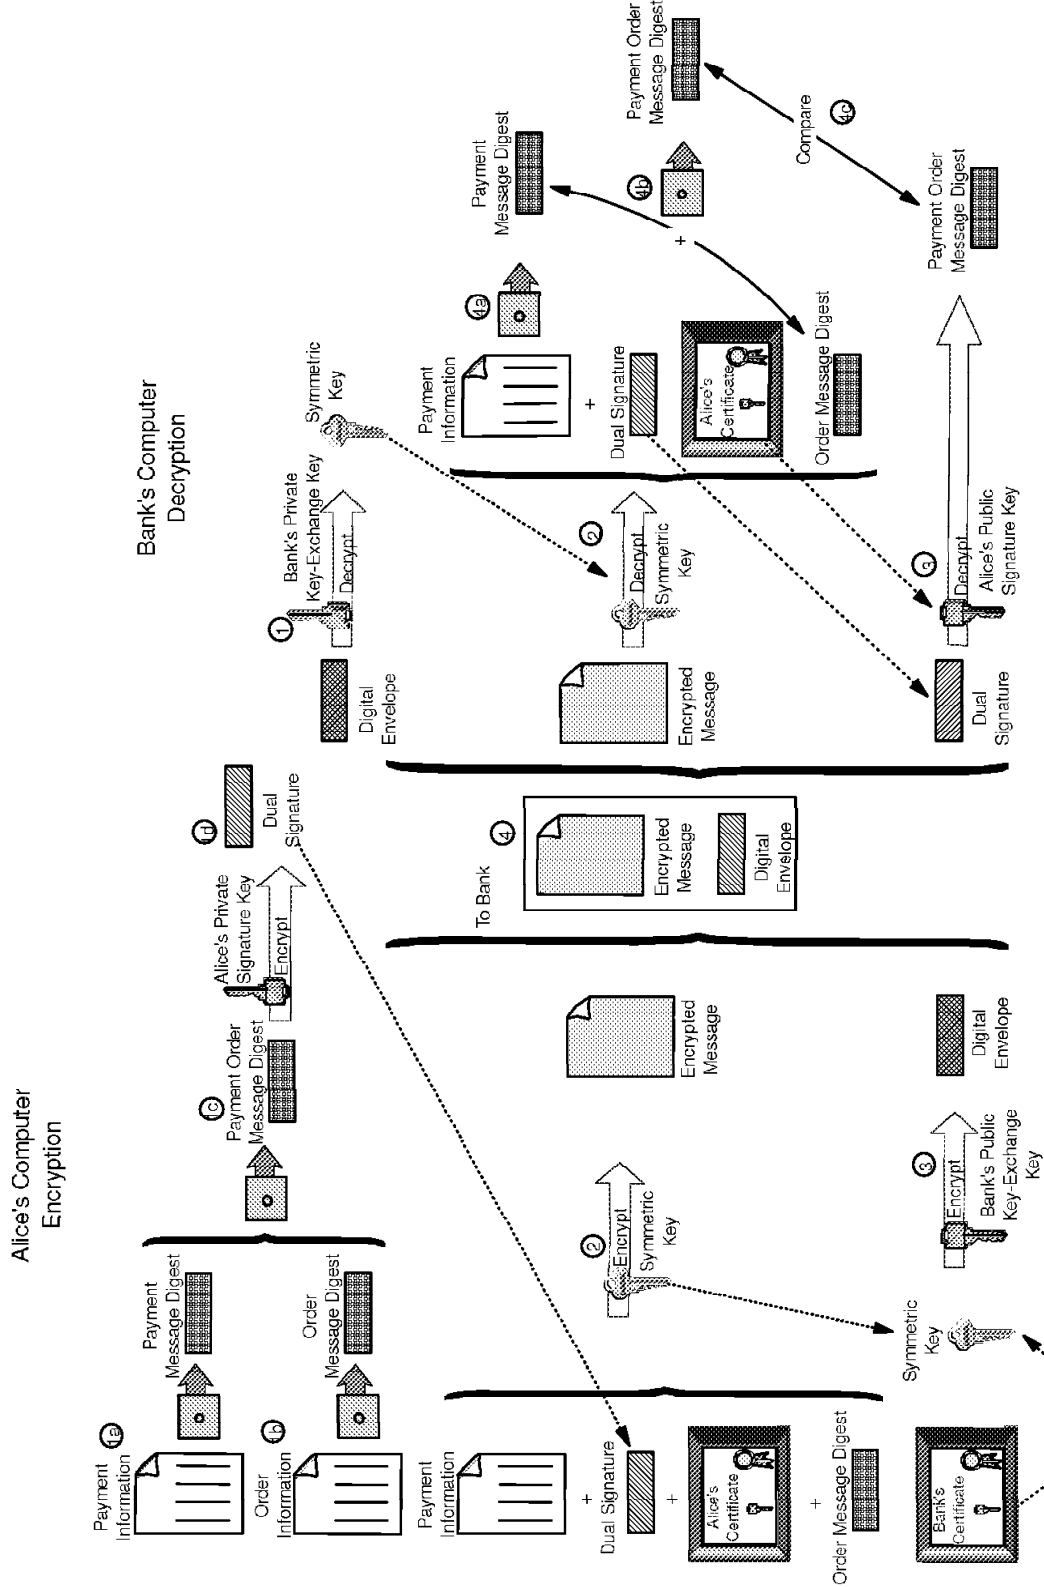 Alice's Computer
Encryption
Payment
Information
1a
Payment
Message Digest
Order
Information
1b
Order
Message Digest
1c
Payment Order
Message Digest
Alice's Private
Signature Key
Encrypt
1d
Dual
Signature
Payment
Information
+
Dual Signature
+
Alice's
Certificate
+
Order Message Digest
2
Encrypt
Symmetric
Key
Encrypted
Message
Bank's
Certificate
Symmetric
Key
3
Encrypt
Bank's Public
Key-Exchange
Key
Digital
Envelope
To Bank
4
Encrypted
Message
Digital
Envelope
Bank's Computer
Decryption
1
Digital
Envelope
Bank's Private
Key-Exchange Key
Decrypt
Symmetric
Key
Encrypted
Message
2
Decrypt
Symmetric
Key
Payment
Information
+
Dual Signature
Alice's
Certificate
Order Message Digest
4a
Payment
Message Digest
+
4b
Payment Order
Message Digest
Compare
4c
Dual
Signature
3
Decrypt
Alice's Public
Signature Key
Payment Order
Message Digest